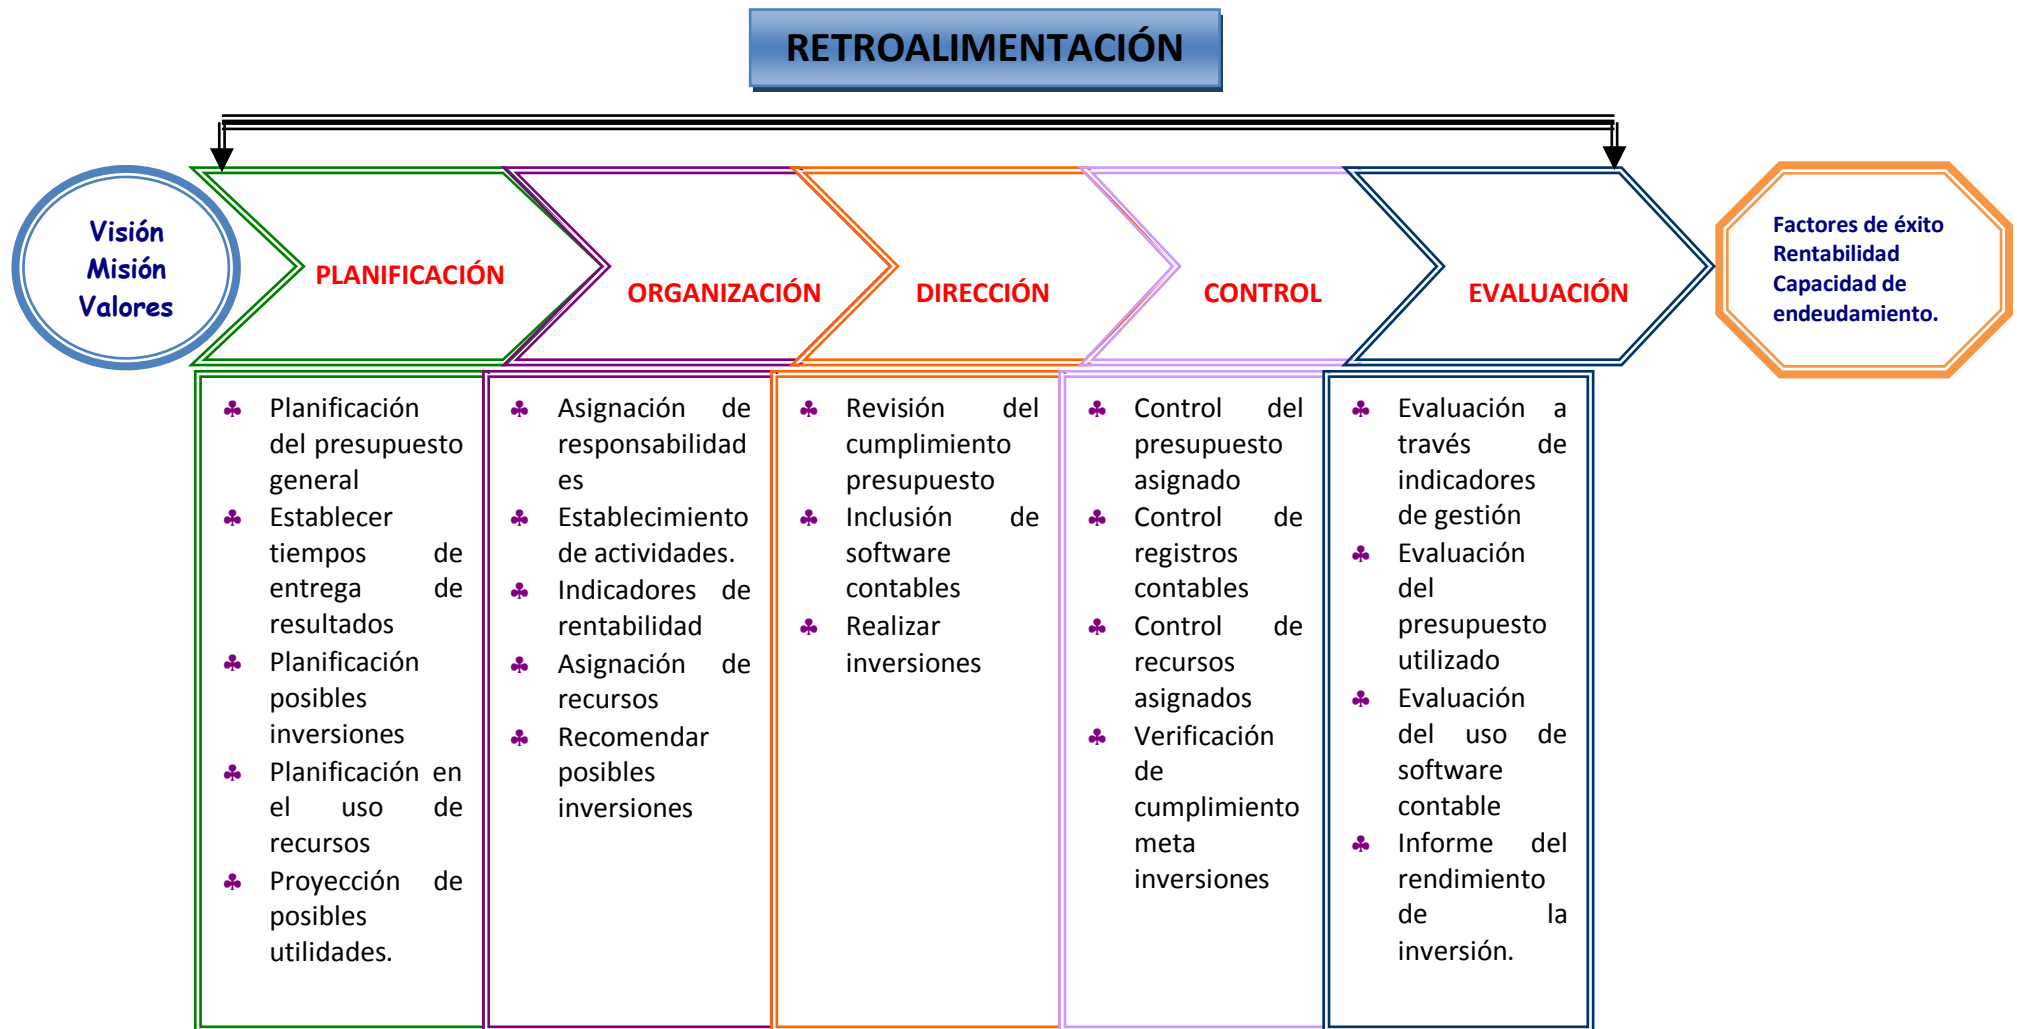 RETROALIMENTACIÓN
Visión
Misión
Valores
PLANIFICACIÓN
ORGANIZACIÓN
DIRECCIÓN
CONTROL
EVALUACIÓN
Factores de éxito
Rentabilidad
Capacidad de
endeudamiento.
♣ Planificación
del presupuesto
general
♣ Establecer
tiempos de
entrega de
resultados
♣ Planificación
posibles
inversiones
♣ Planificación en
el uso de
recursos
♣ Proyección de
posibles
utilidades.
♣ Asignación de
responsabilidad
es
♣ Establecimiento
de actividades.
♣ Indicadores de
rentabilidad
♣ Asignación de
recursos
♣ Recomendar
posibles
inversiones
♣ Revisión del
cumplimiento
presupuesto
♣ Inclusión de
software
contables
♣ Realizar
inversiones
♣ Control del
presupuesto
asignado
♣ Control de
registros
contables
♣ Control de
recursos
asignados
♣ Verificación
de
cumplimiento
meta
inversiones
♣ Evaluación a
través de
indicadores
de gestión
♣ Evaluación
del
presupuesto
utilizado
♣ Evaluación
del uso de
software
contable
♣ Informe del
rendimiento
de la
inversión.